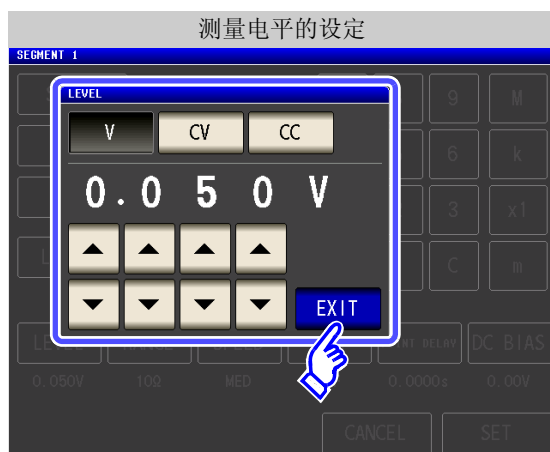 测量电平的设定
SEGMENT 1
LEVEL
V CV CC
0.050 V
EXIT
9 M
6 k
3 x1
C m
DC BIAS
0.050V 10Ω MED 0.0000s 0.00V
CANCEL SET